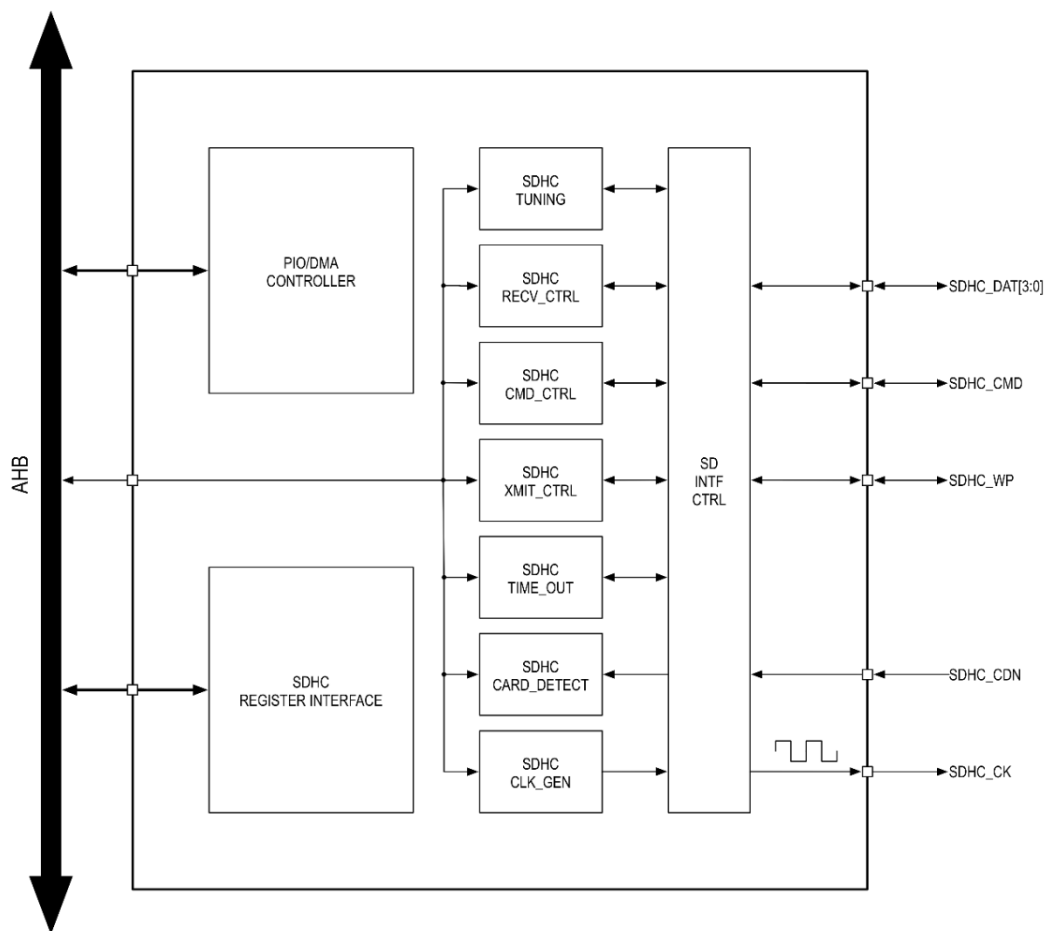 AHB
PIO/DMA
CONTROLLER
SDHC
REGISTER INTERFACE
SDHC
TUNING
SDHC
RECV_CTRL
SDHC
CMD_CTRL
SDHC
XMIT_CTRL
SDHC
TIME_OUT
SDHC
CARD_DETECT
SDHC
CLK_GEN
SD
INTF
CTRL
SDHC_DAT[3:0]
SDHC_CMD
SDHC_WP
SDHC_CDN
SDHC_CK